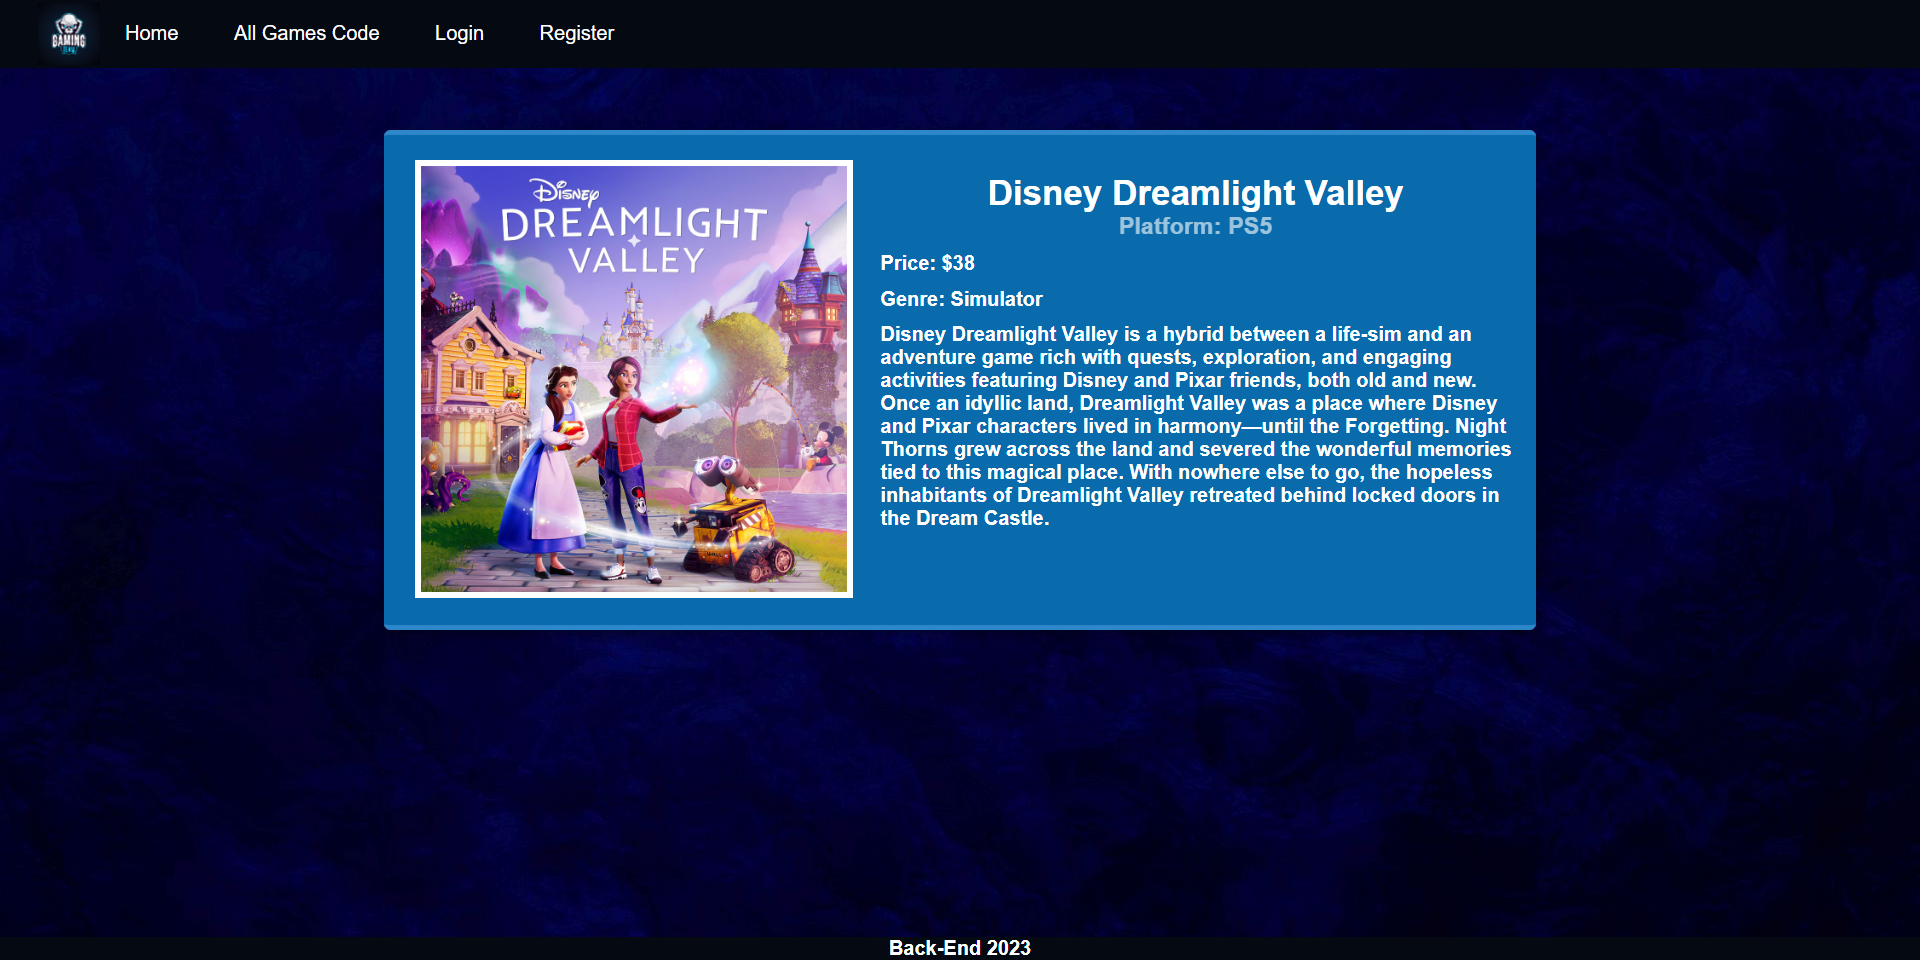 GAMING
Home
All Games Code
Login
Register
Disney
DREAMLIGHT
VALLEY
Disney Dreamlight Valley
Platform: PS5
Price: $38
Genre: Simulator
Disney Dreamlight Valley is a hybrid between a life-sim and an
adventure game rich with quests, exploration, and engaging
activities featuring Disney and Pixar friends, both old and new.
Once an idyllic land, Dreamlight Valley was a place where Disney
and Pixar characters lived in harmony—until the Forgetting. Night
Thorns grew across the land and severed the wonderful memories
tied to this magical place. With nowhere else to go, the hopeless
inhabitants of Dreamlight Valley retreated behind locked doors in
the Dream Castle.
Back-End 2023